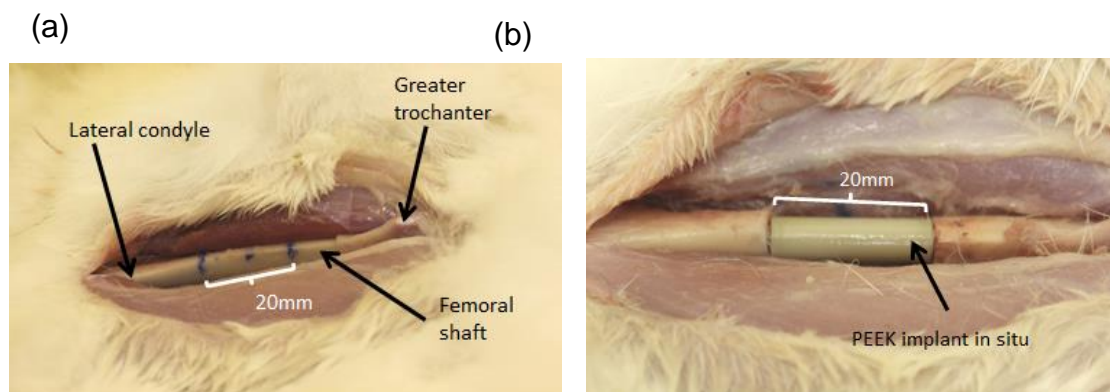 (a)
Lateral condyle
Greater
trochanter
20mm
Femoral
shaft
(b)
20mm
PEEK implant in situ